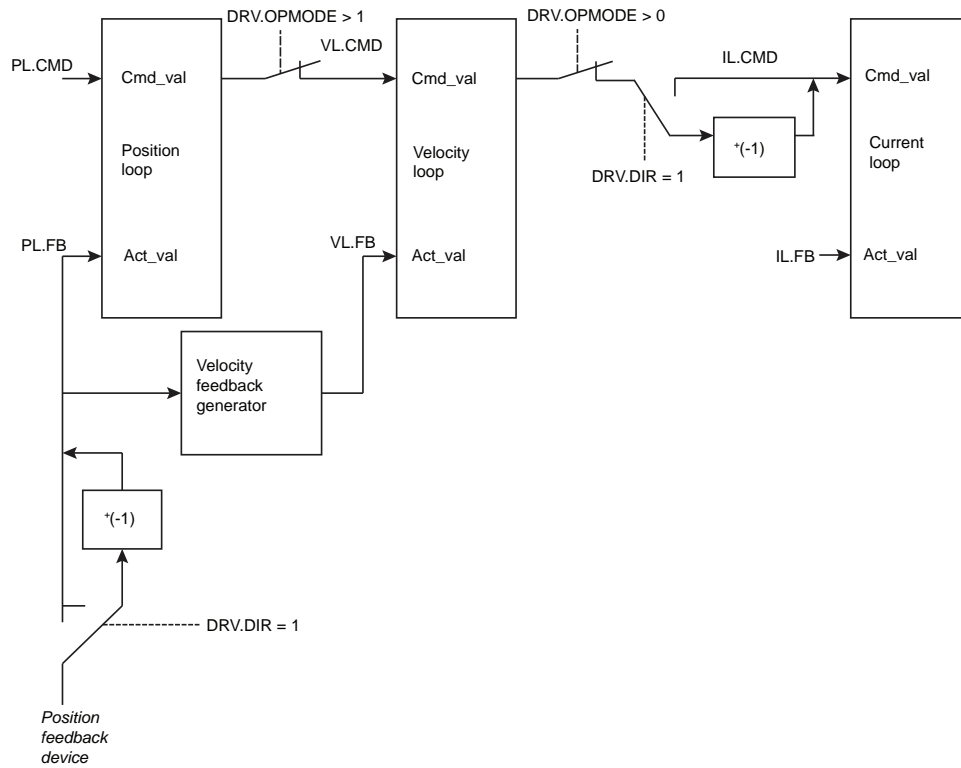 DRV.OPMODE > 1
DRV.OPMODE > 0
PL.CMD
VL.CMD
IL.CMD
Cmd_val
Cmd_val
Cmd_val
Position
loop
Velocity
loop
+(-1)
Current
loop
DRV.DIR = 1
PL.FB
VL.FB
IL.FB
Act_val
Act_val
Act_val
Velocity
feedback
generator
+(-1)
DRV.DIR = 1
Position
feedback
device